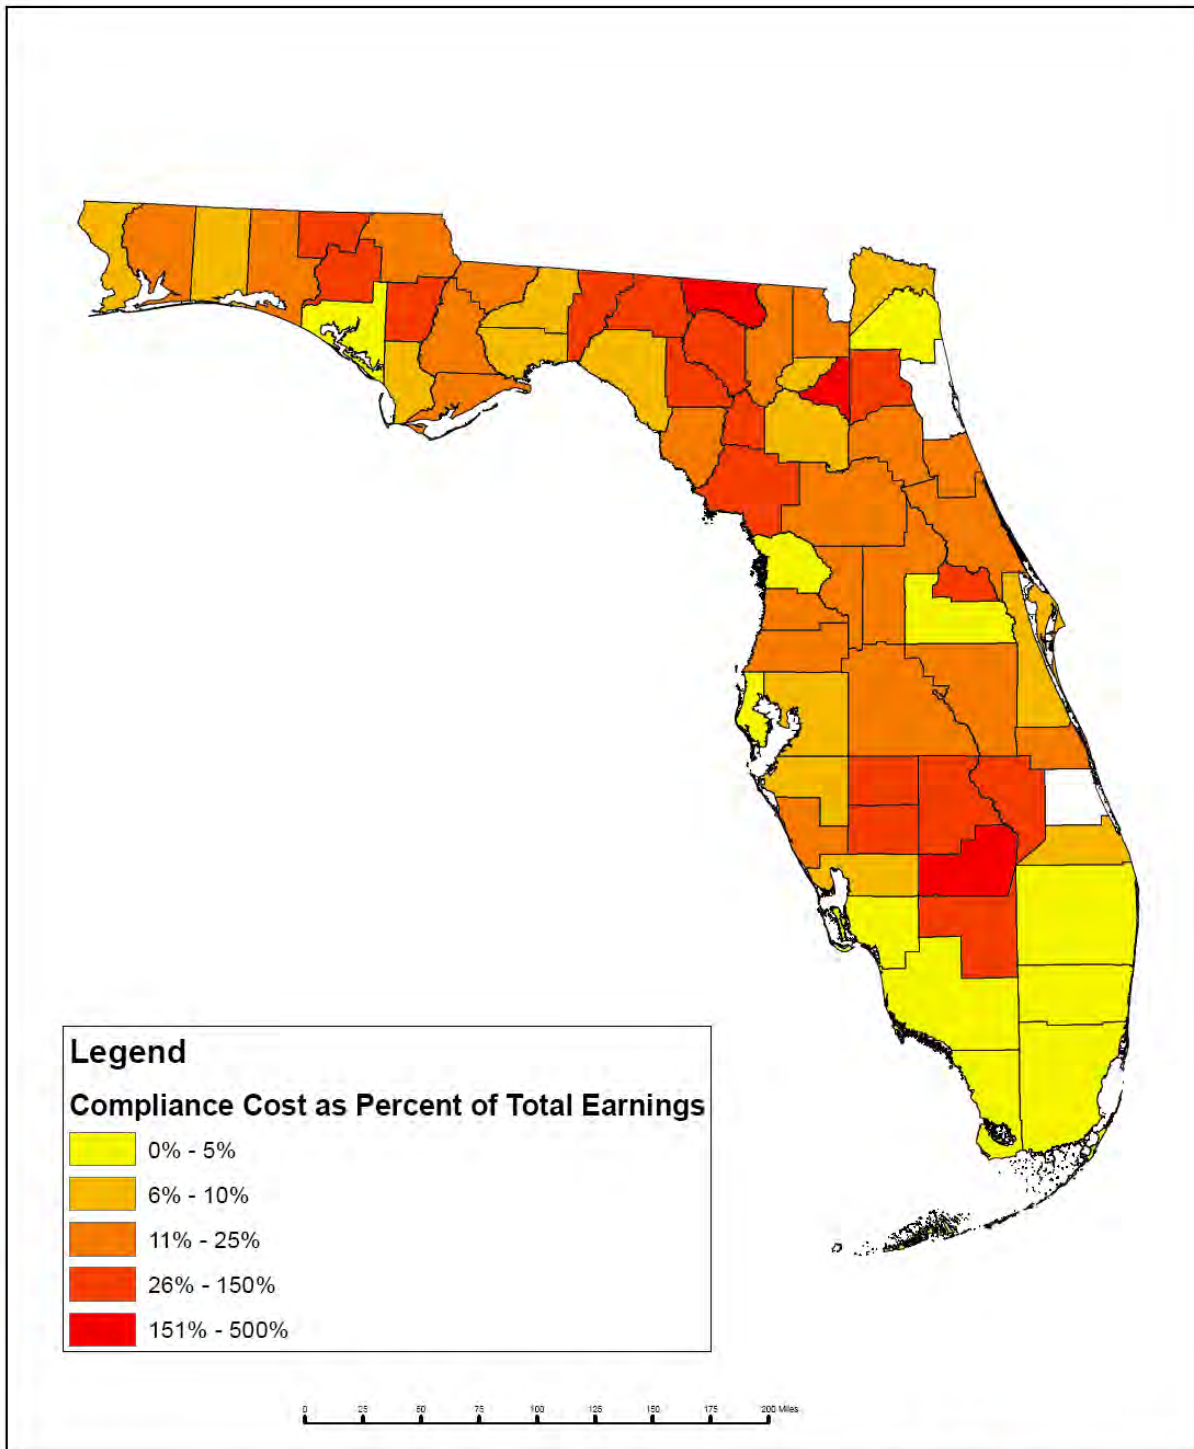 Legend
Compliance Cost as Percent of Total Earnings
0% - 5%
6% - 10%
11% - 25%
26% - 150%
151% - 500%
0 25 50 75 100 125 150 175 200 Miles